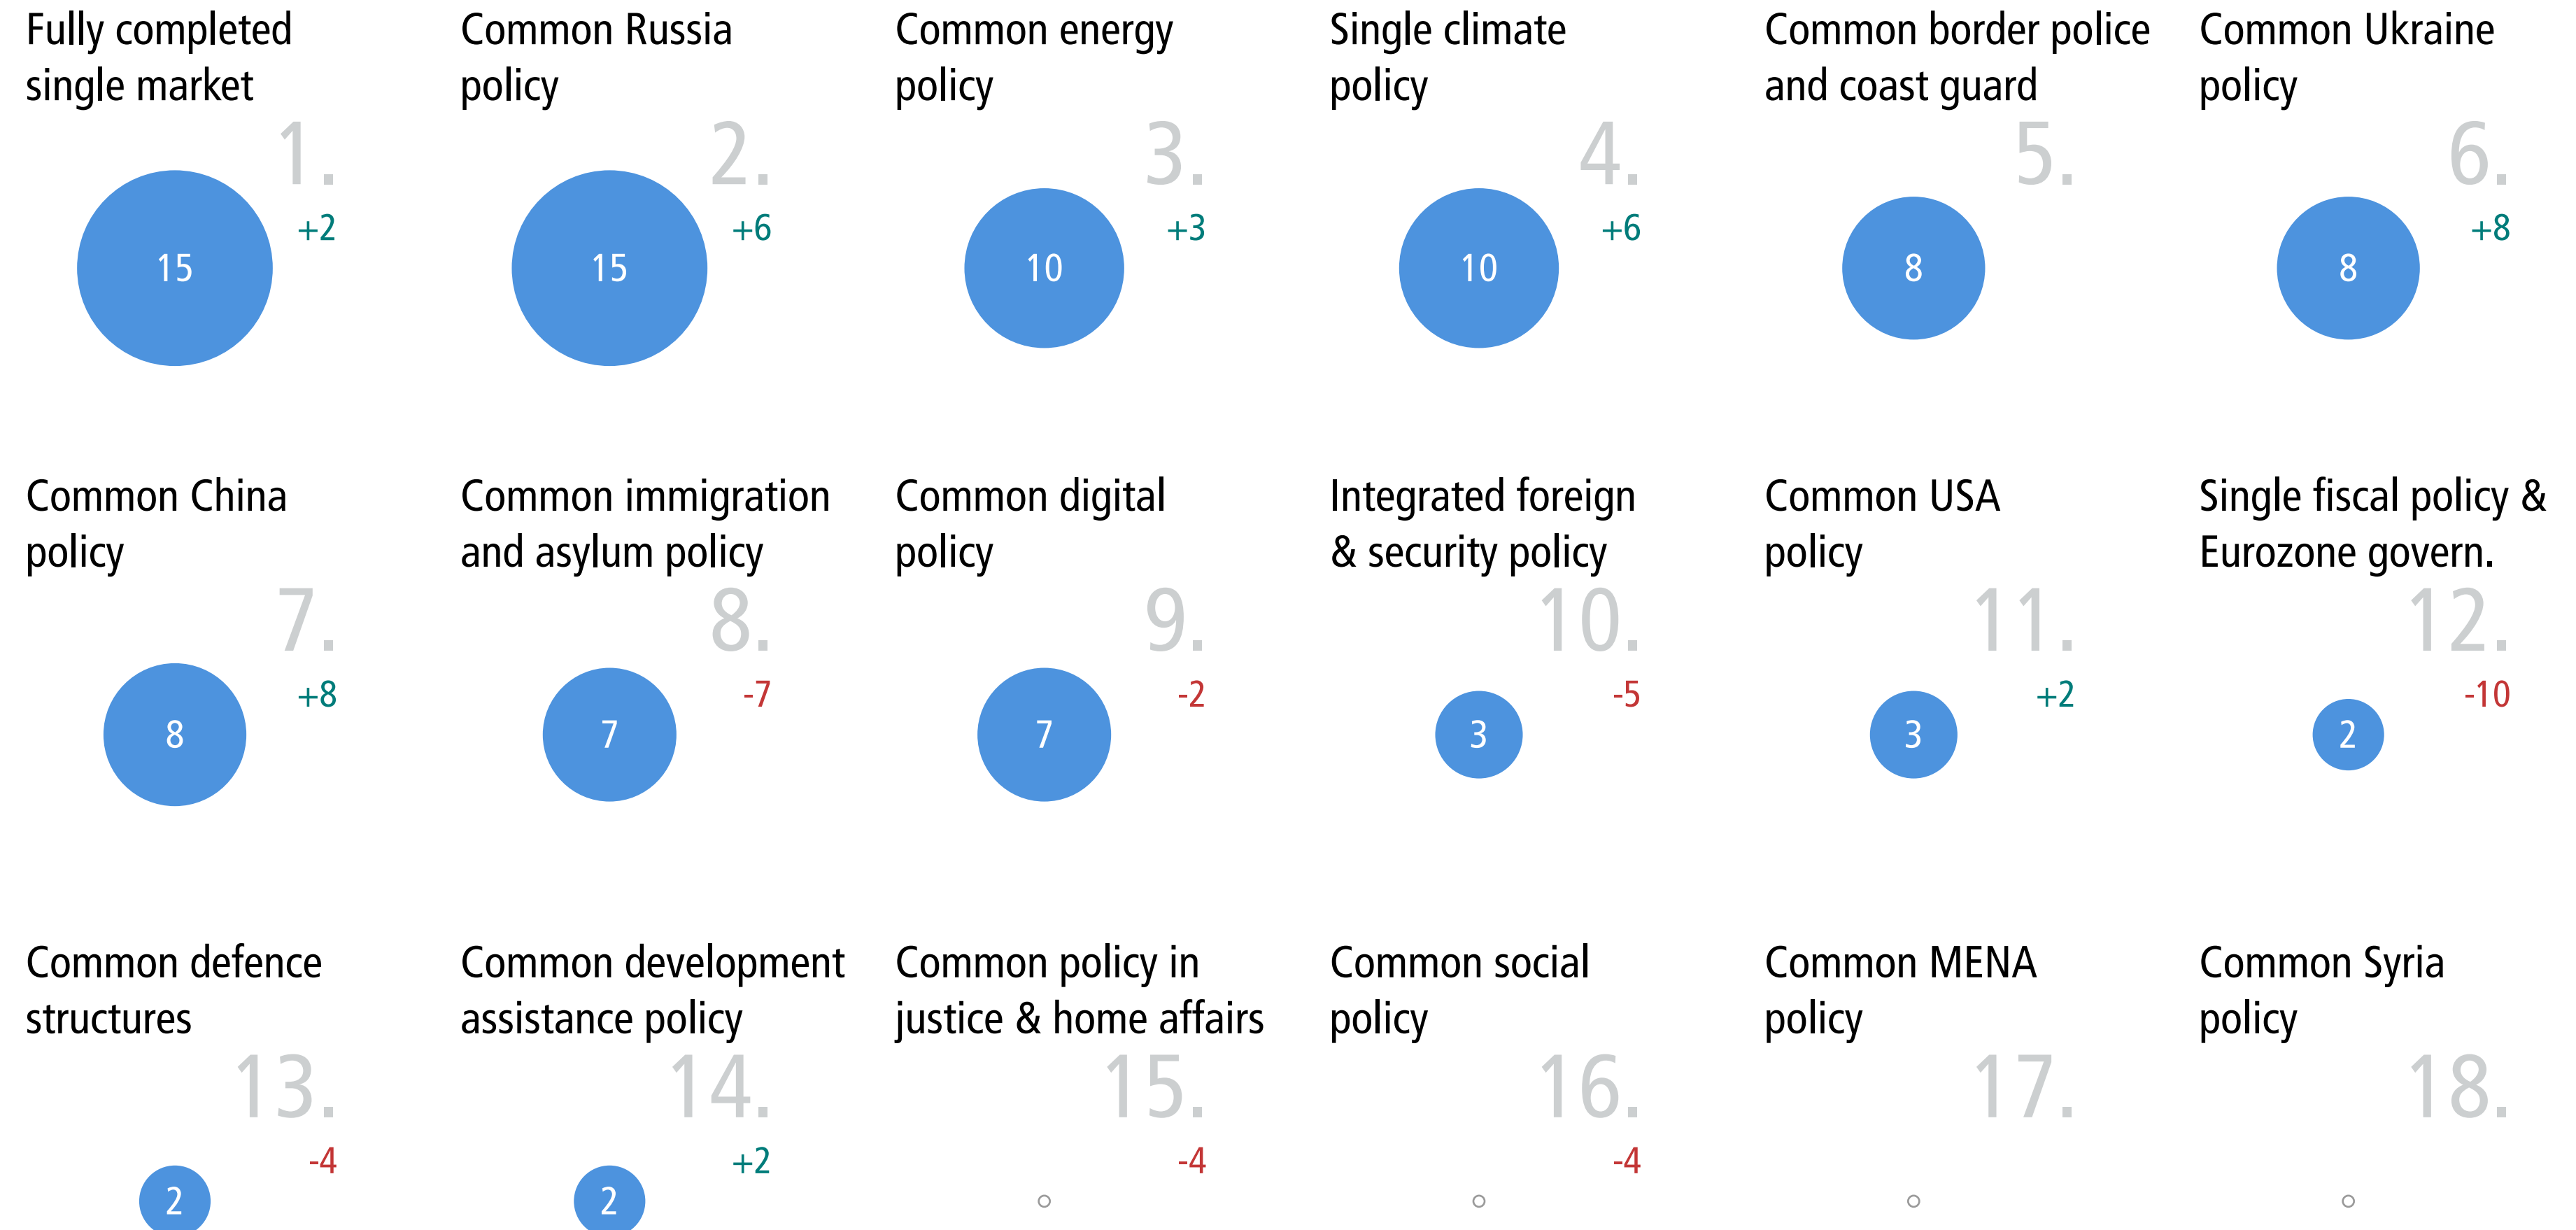 Fully completed
single market
1.
+2
15
Common Russia
policy
2.
+6
15
Common energy
policy
3.
+3
10
Single climate
policy
4.
+6
10
Common border police
and coast guard
5.
8
Common Ukraine
policy
6.
+8
8
Common China
policy
7.
+8
8
Common immigration
and asylum policy
8.
-7
7
Common digital
policy
9.
-2
7
Integrated foreign
& security policy
10.
-5
3
Common USA
policy
11.
+2
3
Single fiscal policy &
Eurozone govern.
12.
-10
2
Common defence
structures
13.
-4
2
Common development
assistance policy
14.
+2
2
Common policy in
justice & home affairs
15.
-4
Common social
policy
16.
-4
Common MENA
policy
17.
Common Syria
policy
18.